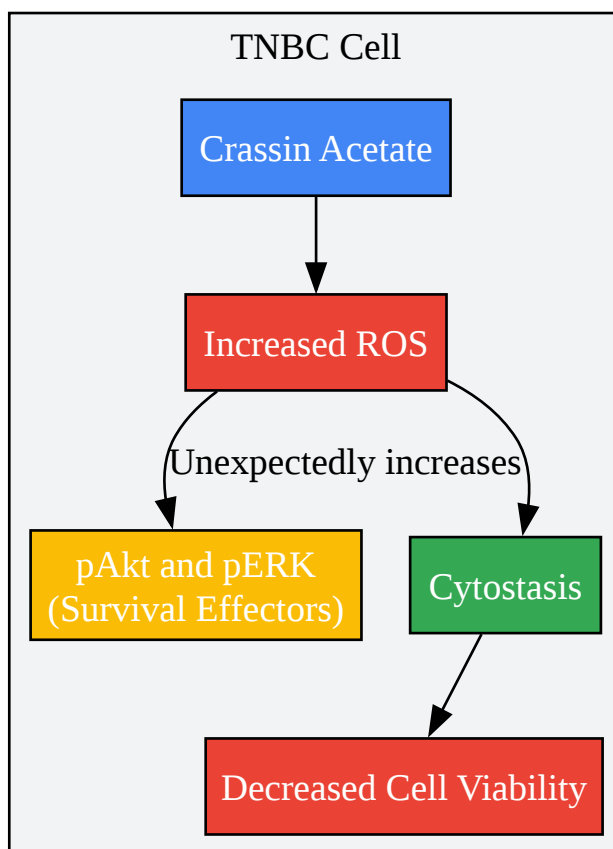 TNBC Cell
Crassin Acetate
Increased ROS
Unexpectedly increases
pAkt and pERK
(Survival Effectors)
Cytostasis
Decreased Cell Viability